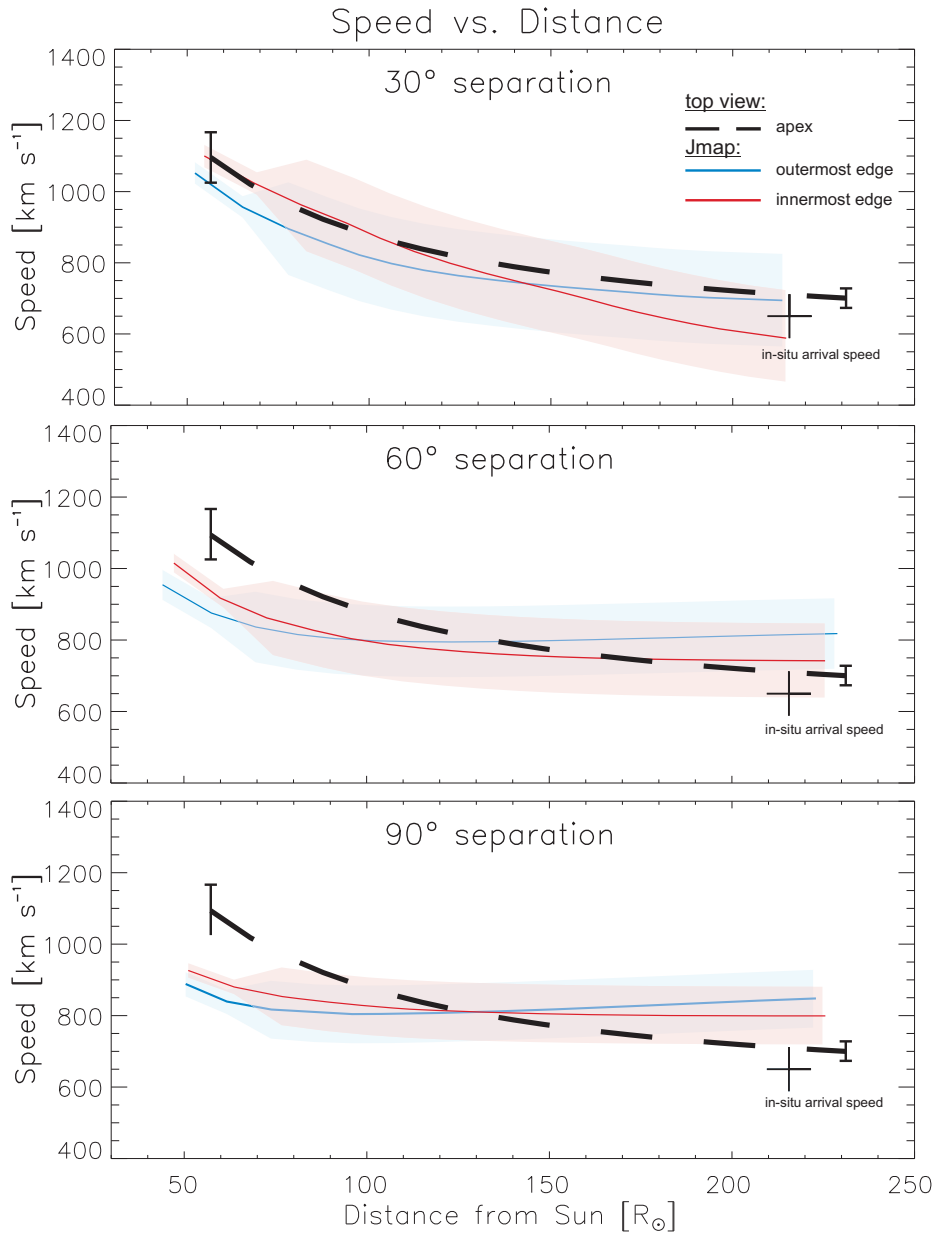 Speed vs. Distance
30° separation
top view:
apex
Jmap:
outermost edge
innermost edge
1400
1200
1000
800
600
400
Speed [km s⁻¹]
in-situ arrival speed
60° separation
1400
1200
1000
800
600
400
Speed [km s⁻¹]
in-situ arrival speed
90° separation
1400
1200
1000
800
600
400
Speed [km s⁻¹]
in-situ arrival speed
50 100 150 200 250
Distance from Sun [R☉]